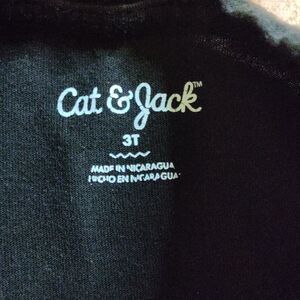 Cat & Jack™
3T
MADE IN NICARAGUA
HECHO EN NICARAGUA